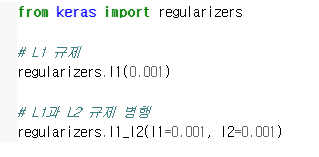 from keras import regularizers
# L1 규제
regularizers.l1(0.001)
# L1과 L2 규제 병행
regularizers.l1_l2(l1=0.001, l2=0.001)